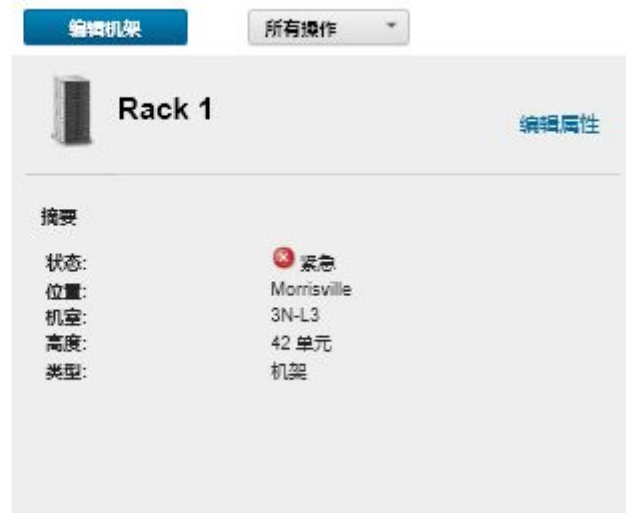 编辑机架 所有操作
Rack 1
编辑属性
摘要
状态: 紧急
位置: Morrisville
机室: 3N-L3
高度: 42 单元
类型: 机架